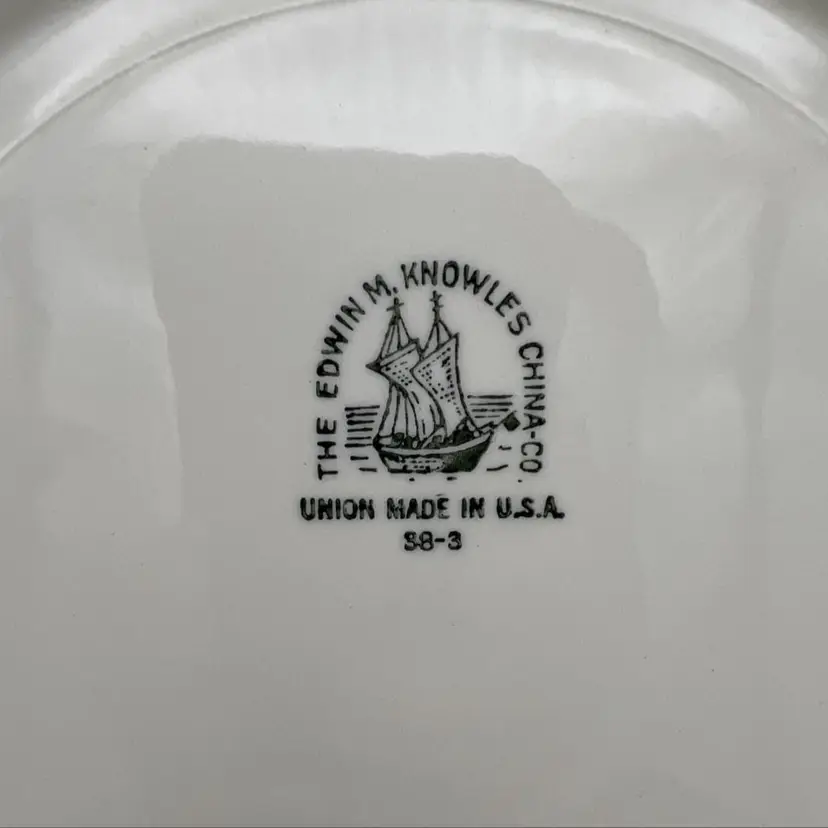 THE EDWIN M. KNOWLES CHINA-CO.
UNION MADE IN U.S.A.
38-3